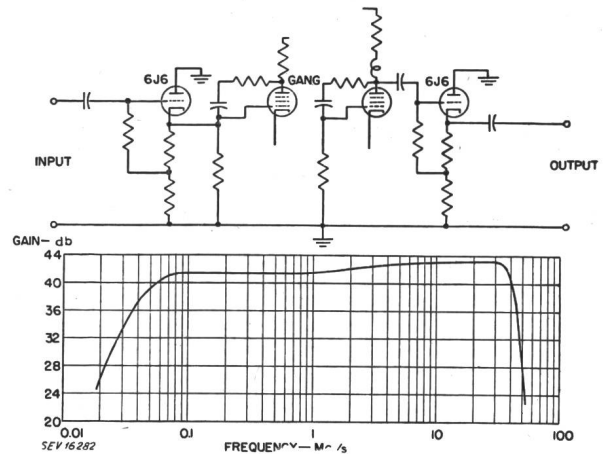 6J6
GANG
6J6
INPUT
OUTPUT
GAIN— db
44
40
36
32
28
24
20
0.01
0.1
1
10
100
SEV 16282
FREQUENCY— Mc/s